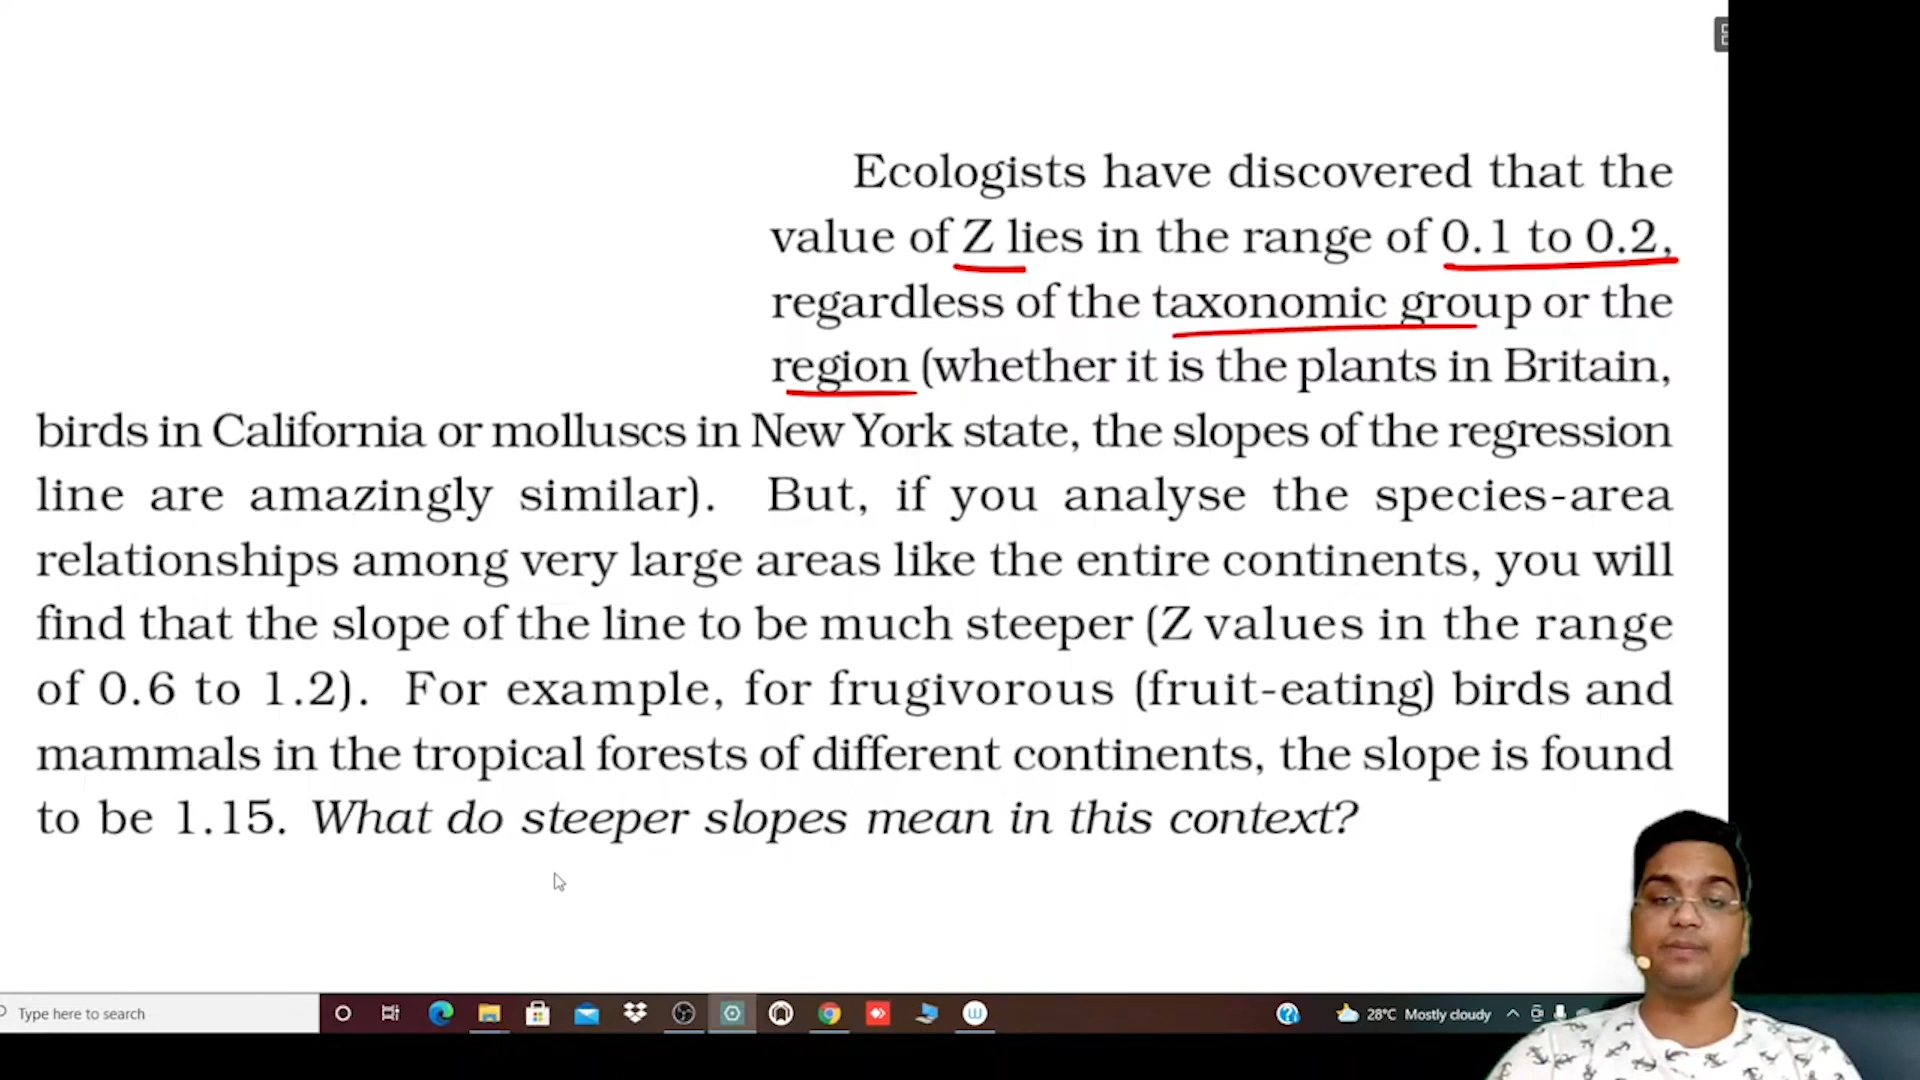 Ecologists have discovered that the
value of Z lies in the range of 0.1 to 0.2,
regardless of the taxonomic group or the
region (whether it is the plants in Britain,
birds in California or molluscs in New York state, the slopes of the regression
line are amazingly similar). But, if you analyse the species-area
relationships among very large areas like the entire continents, you will
find that the slope of the line to be much steeper (Z values in the range
of 0.6 to 1.2). For example, for frugivorous (fruit-eating) birds and
mammals in the tropical forests of different continents, the slope is found
to be 1.15. What do steeper slopes mean in this context?
Type here to search
28°C Mostly cloudy